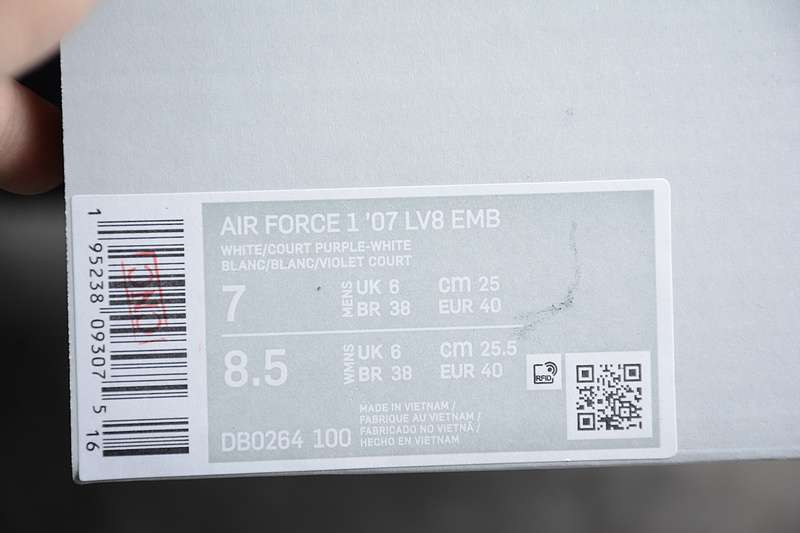 AIR FORCE 1 '07 LV8 EMB
WHITE/COURT PURPLE-WHITE
BLANC/BLANC/VIOLET COURT
7 MENS UK 6 CM 25
BR 38 EUR 40
8.5 WMNS UK 6 CM 25.5
BR 38 EUR 40
RFID
DB0264 100
MADE IN VIETNAM /
FABRIQUE AU VIETNAM /
FABRICADO NO VIETNÃ /
HECHO EN VIETNAM
1 95238 09307 5 16